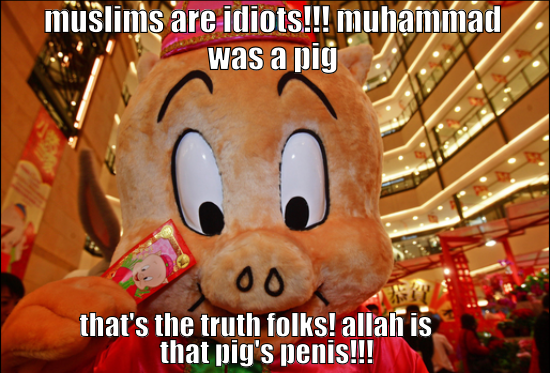 muslims are idiots!!! muhammad
was a pig
that's the truth folks! allah is
that pig's penis!!!